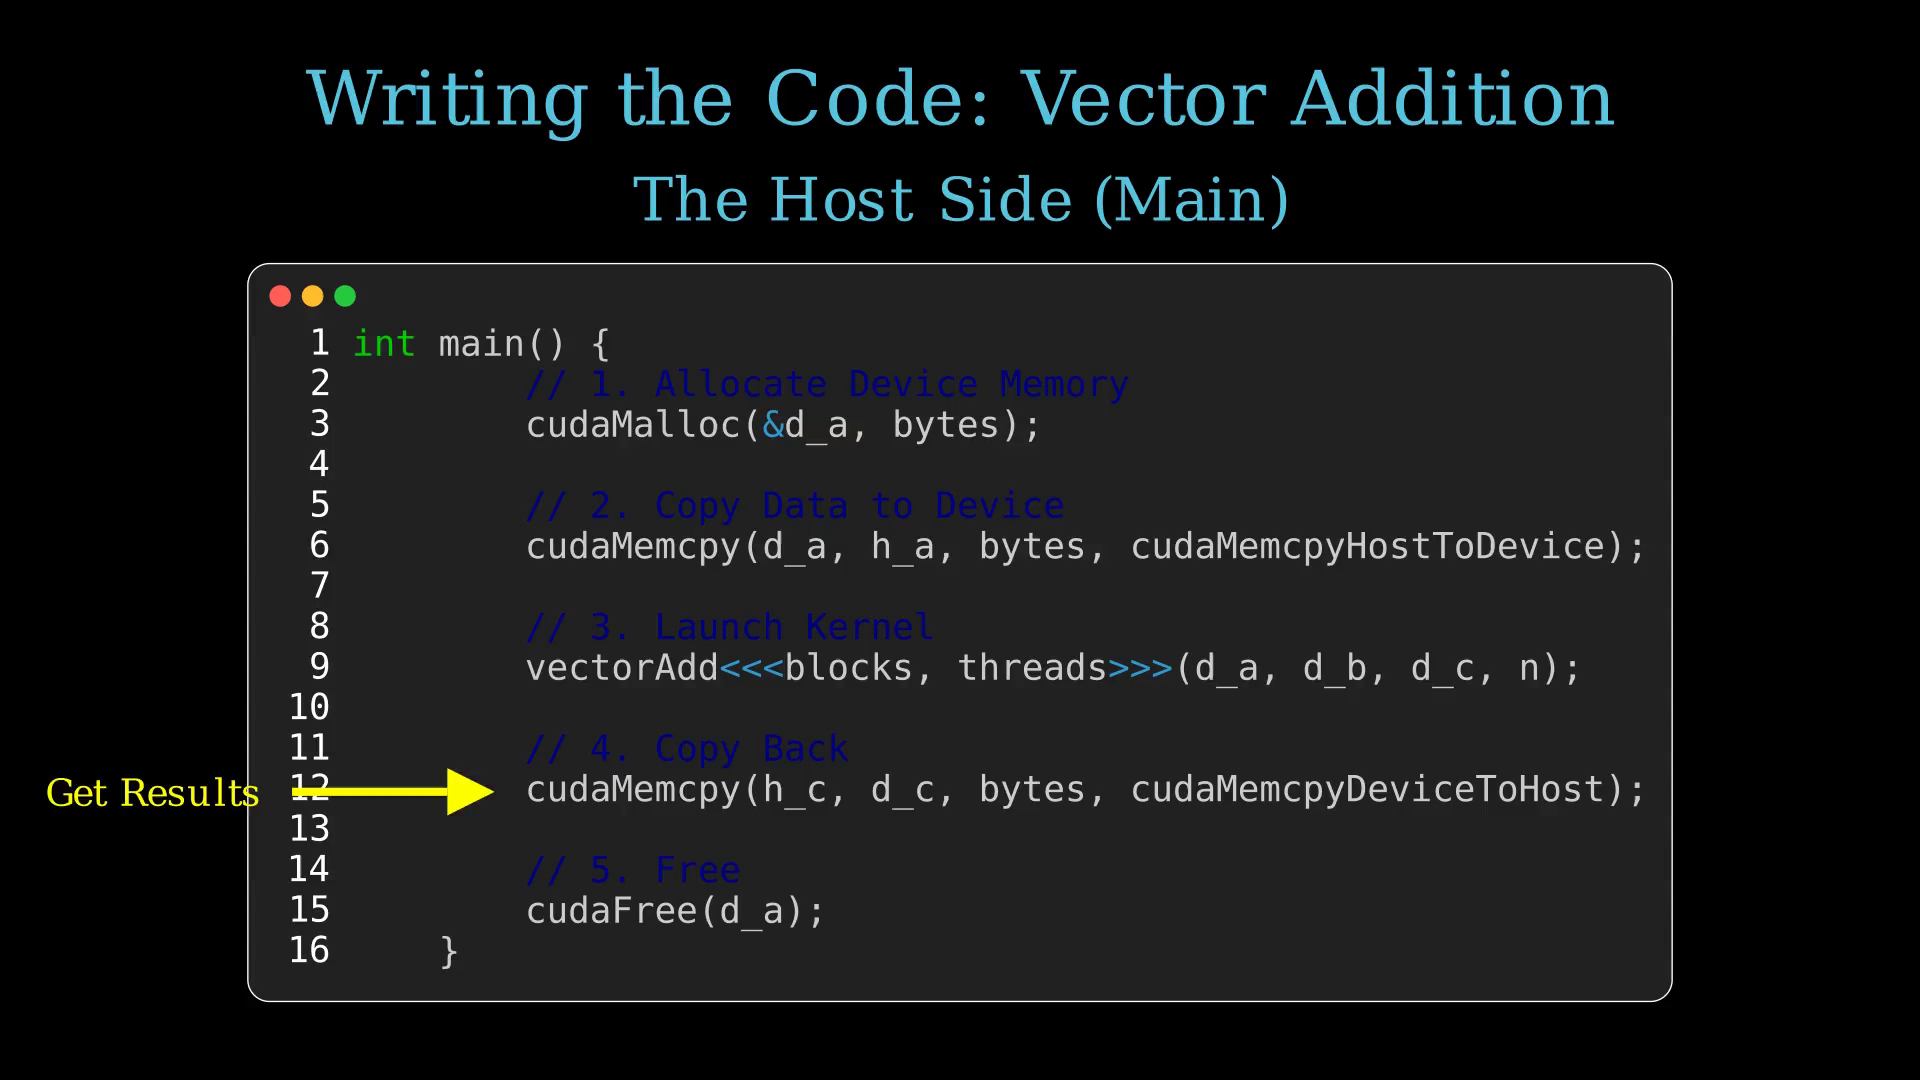 Writing the Code: Vector Addition
The Host Side (Main)
1 int main() {
2 // 1. Allocate Device Memory
3 cudaMalloc(&d_a, bytes);
4
5 // 2. Copy Data to Device
6 cudaMemcpy(d_a, h_a, bytes, cudaMemcpyHostToDevice);
7
8 // 3. Launch Kernel
9 vectorAdd<<<blocks, threads>>>(d_a, d_b, d_c, n);
10
11 // 4. Copy Back
Get Results 12 cudaMemcpy(h_c, d_c, bytes, cudaMemcpyDeviceToHost);
13
14 // 5. Free
15 cudaFree(d_a);
16 }